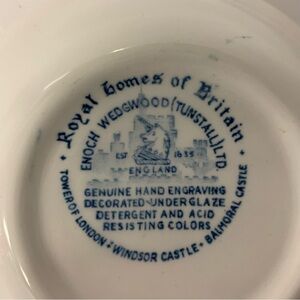 Royal Homes of Britain
ENOCH WEDGWOOD (TUNSTALL) LTD.
EST 1835
ENGLAND
GENUINE HAND ENGRAVING
DECORATED-UNDERGLAZE
DETERGENT AND ACID
RESISTING COLORS
TOWER OF LONDON • WINDSOR CASTLE • BALMORAL CASTLE